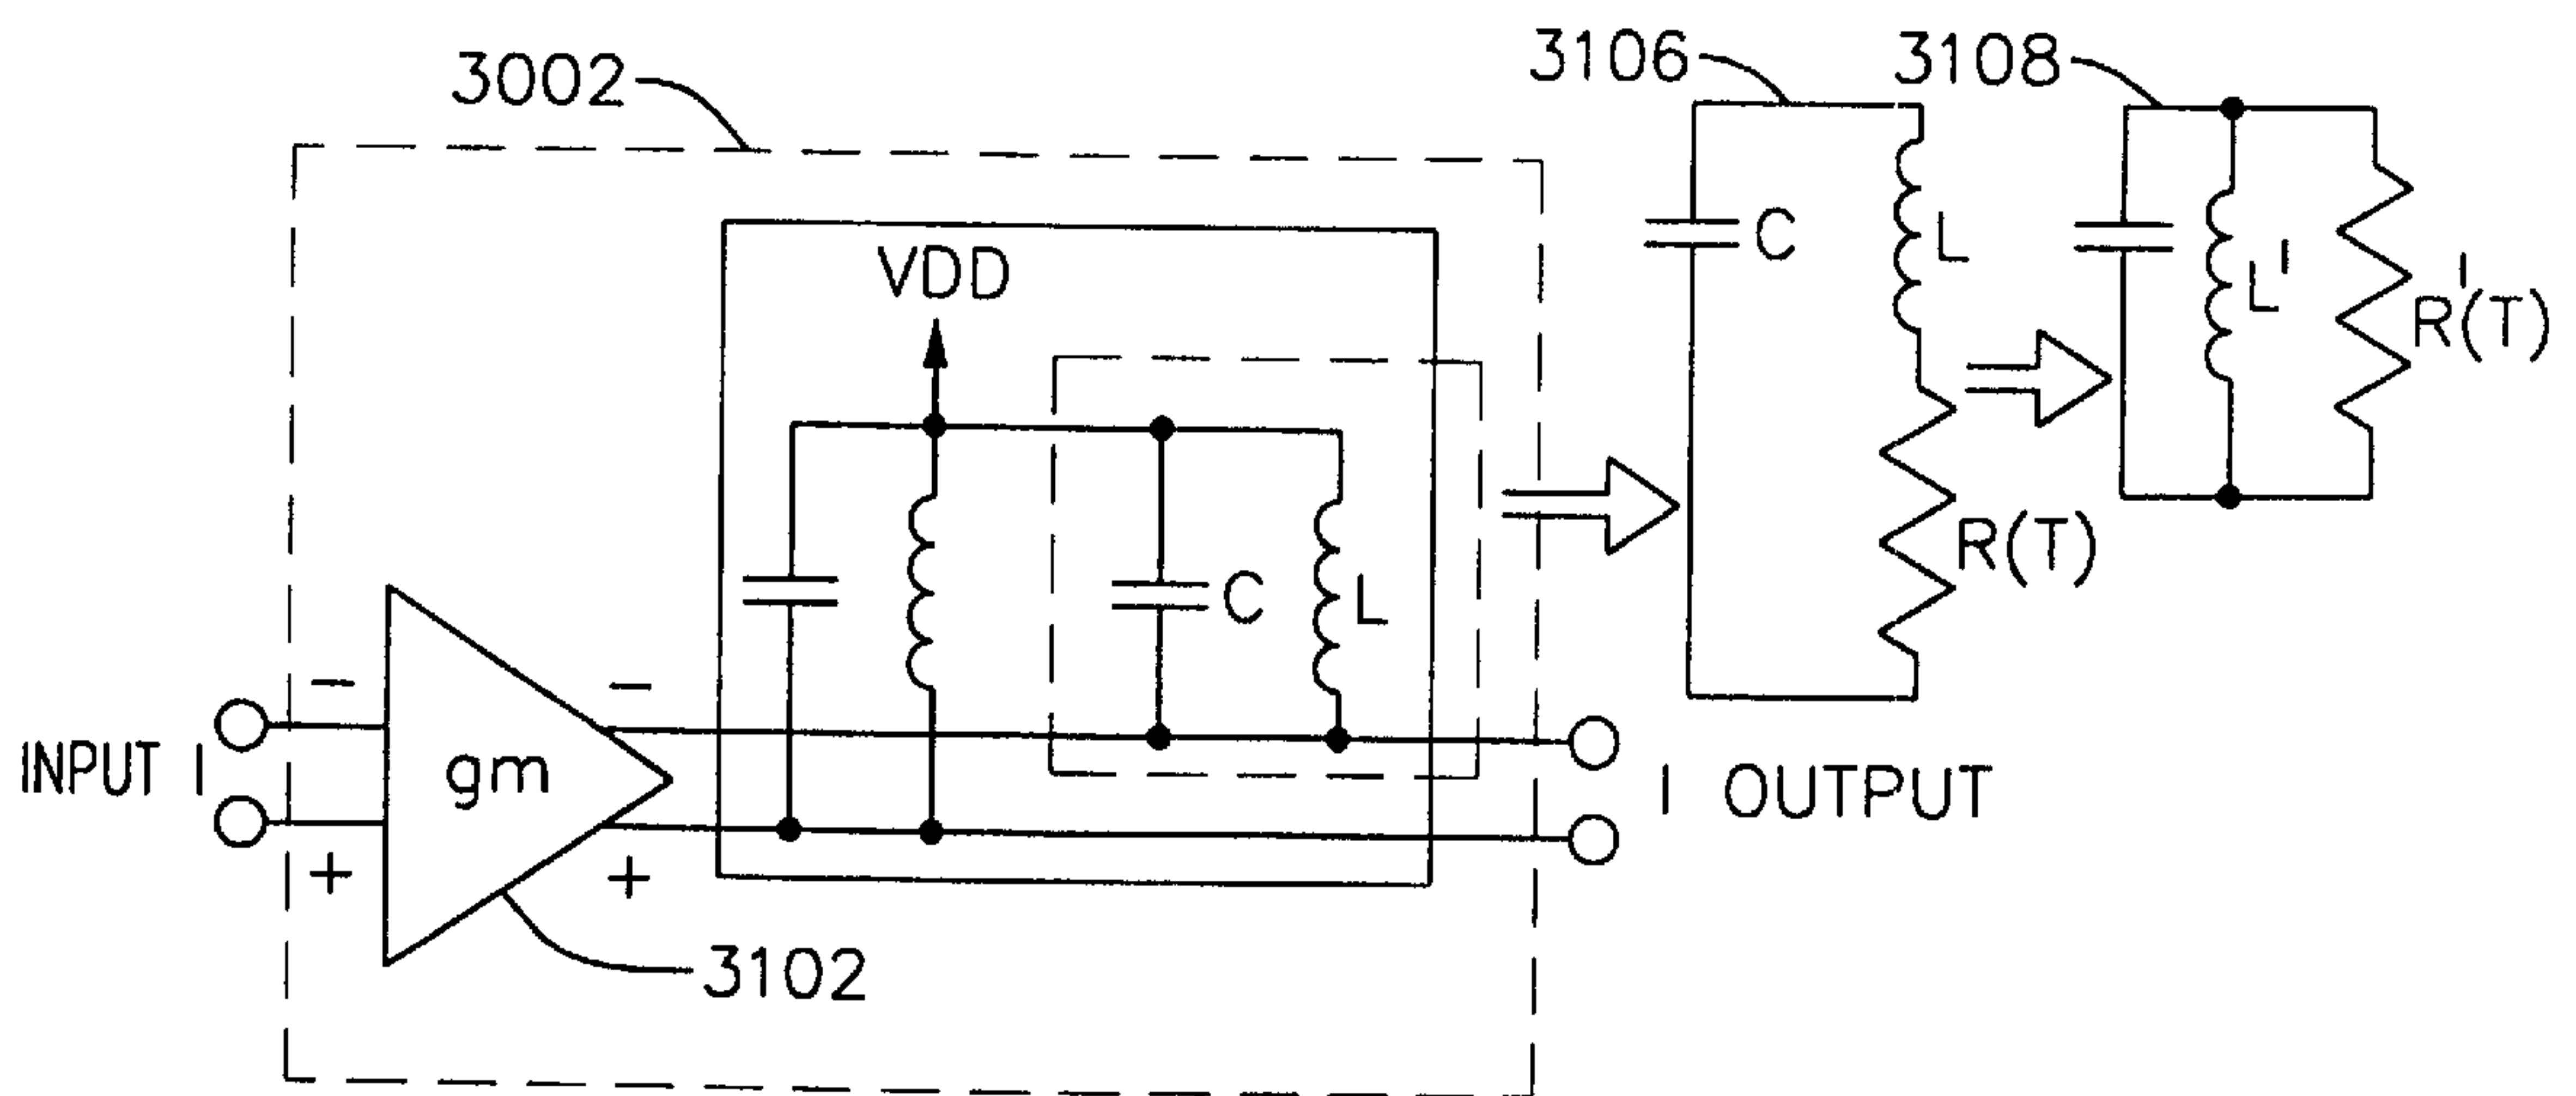 3002
3106
3108
VDD
C
L
L'
R'(T)
R(T)
C
L
−
−
INPUT
gm
OUTPUT
+
+
3102